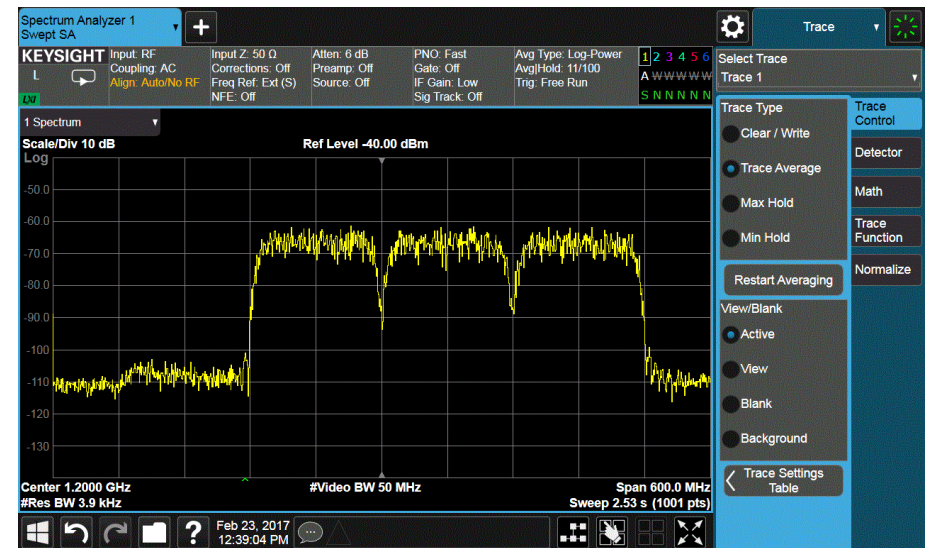 Spectrum Analyzer 1
Swept SA
Trace
KEYSIGHT
L
LXI
Input: RF
Coupling: AC
Align: Auto/No RF
Input Z: 50 Ω
Corrections: Off
Freq Ref: Ext (S)
NFE: Off
Atten: 6 dB
Preamp: Off
Source: Off
PNO: Fast
Gate: Off
IF Gain: Low
Sig Track: Off
Avg Type: Log-Power
Avg|Hold: 11/100
Trig: Free Run
1 2 3 4 5 6
A W W W W W
S N N N N N
Select Trace
Trace 1
1 Spectrum
Scale/Div 10 dB
Ref Level -40.00 dBm
Log
-50.0
-60.0
-70.0
-80.0
-90.0
-100
-110
-120
-130
Center 1.2000 GHz
#Video BW 50 MHz
Span 600.0 MHz
#Res BW 3.9 kHz
Sweep 2.53 s (1001 pts)
Trace Type
Clear / Write
Trace Average
Max Hold
Min Hold
Restart Averaging
View/Blank
Active
View
Blank
Background
Trace Settings
Table
Trace
Control
Detector
Math
Trace
Function
Normalize
?
Feb 23, 2017
12:39:04 PM